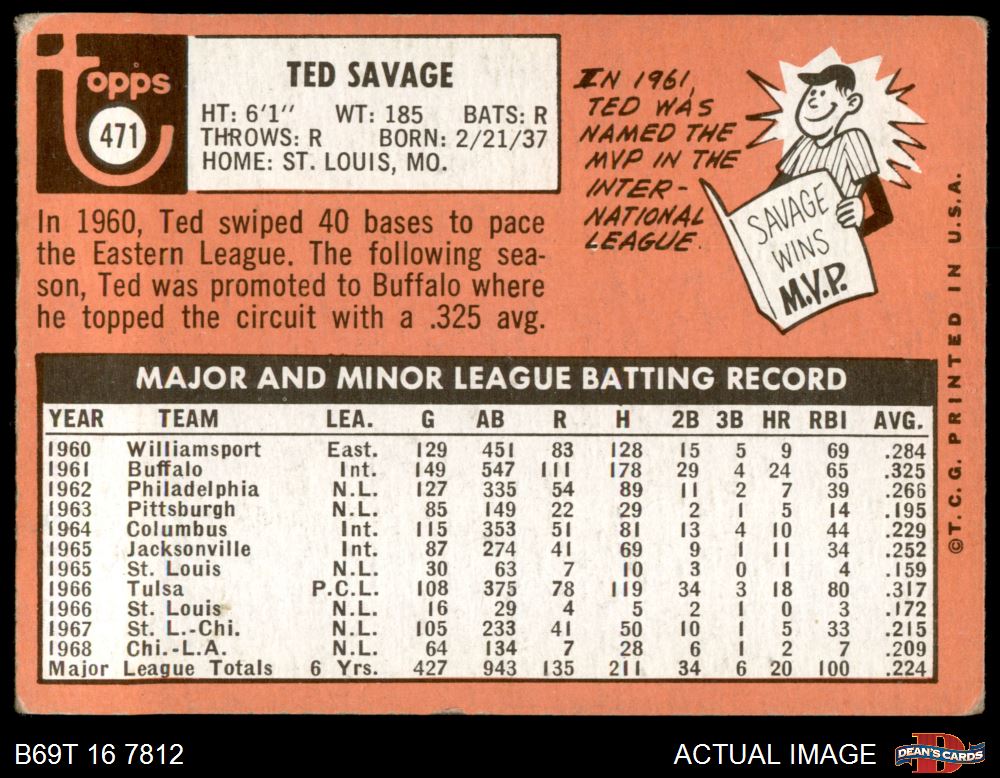 topps
471
TED SAVAGE
HT: 6'1" WT: 185 BATS: R
THROWS: R BORN: 2/21/37
HOME: ST. LOUIS, MO.
IN 1961,
TED WAS
NAMED THE
MVP IN THE
INTER-
NATIONAL
LEAGUE.
SAVAGE
WINS
M.V.P.
In 1960, Ted swiped 40 bases to pace
the Eastern League. The following sea-
son, Ted was promoted to Buffalo where
he topped the circuit with a .325 avg.
MAJOR AND MINOR LEAGUE BATTING RECORD
YEAR TEAM LEA. G AB R H 2B 3B HR RBI AVG.
1960 Williamsport East. 129 451 83 128 15 5 9 69 .284
1961 Buffalo Int. 149 547 111 178 29 4 24 65 .325
1962 Philadelphia N.L. 127 335 54 89 11 2 7 39 .266
1963 Pittsburgh N.L. 85 149 22 29 2 1 5 14 .195
1964 Columbus Int. 115 353 51 81 13 4 10 44 .229
1965 Jacksonville Int. 87 274 41 69 9 1 11 34 .252
1965 St. Louis N.L. 30 63 7 10 3 0 1 4 .159
1966 Tulsa P.C.L. 108 375 78 119 34 3 18 80 .317
1966 St. Louis N.L. 16 29 4 5 2 1 0 3 .172
1967 St. L.-Chi. N.L. 105 233 41 50 10 1 5 33 .215
1968 Chi.-L.A. N.L. 64 134 7 28 6 1 2 7 .209
Major League Totals 6 Yrs. 427 943 135 211 34 6 20 100 .224
©T.C.G. PRINTED IN U.S.A.
B69T 16 7812
ACTUAL IMAGE
DEAN'S CARDS